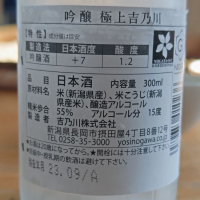 吟醸 極上吉乃川
【特性】
製造法 日本酒度 酸度
吟醸酒 +7 1.2
品目 日本酒 内容量 300ml
原材料名 米(新潟県産)、米こうじ(新潟
県産米)、醸造アルコール
精米歩合 55% アルコール分 15度
製造者 吉乃川株式会社
新潟県長岡市摂田屋4丁目8番12号
TEL 0258-35-3000 yosinogawa.co.jp
23.09